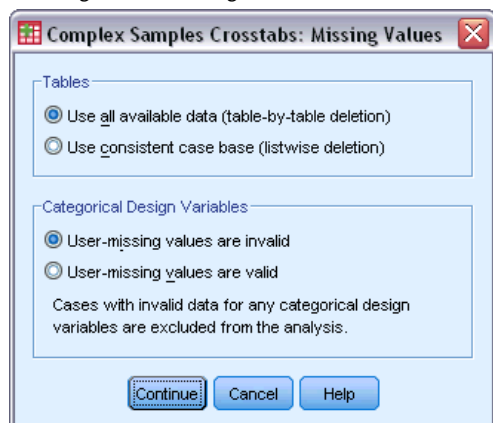 Complex Samples Crosstabs: Missing Values
Tables
Use all available data (table-by-table deletion)
Use consistent case base (listwise deletion)
Categorical Design Variables
User-missing values are invalid
User-missing values are valid
Cases with invalid data for any categorical design
variables are excluded from the analysis.
Continue Cancel Help